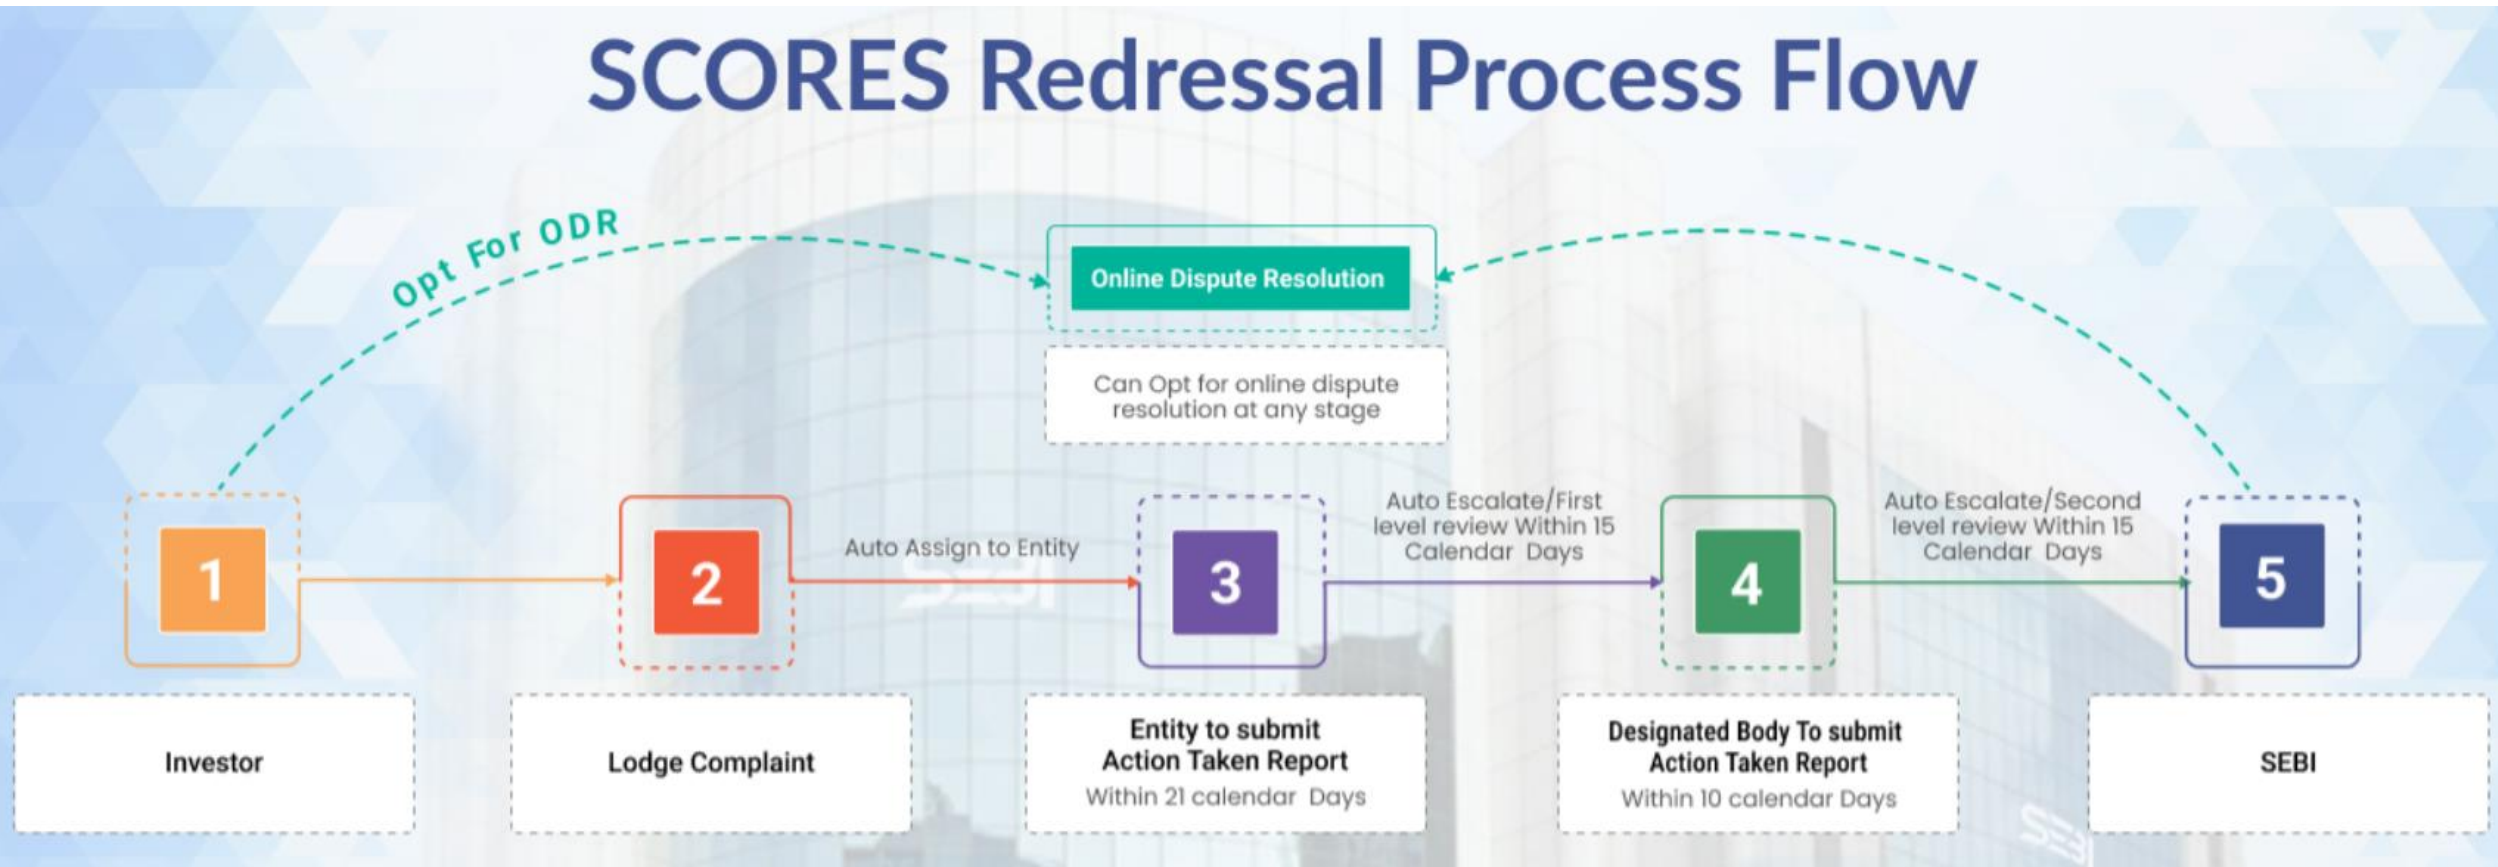 SCORES Redressal Process Flow
Opt For ODR
Online Dispute Resolution
Can Opt for online dispute
resolution at any stage
1
2
3
4
5
Auto Assign to Entity
Auto Escalate/First
level review Within 15
Calendar Days
Auto Escalate/Second
level review Within 15
Calendar Days
Investor
Lodge Complaint
Entity to submit
Action Taken Report
Within 21 calendar Days
Designated Body To submit
Action Taken Report
Within 10 calendar Days
SEBI
SEBI
SEBI